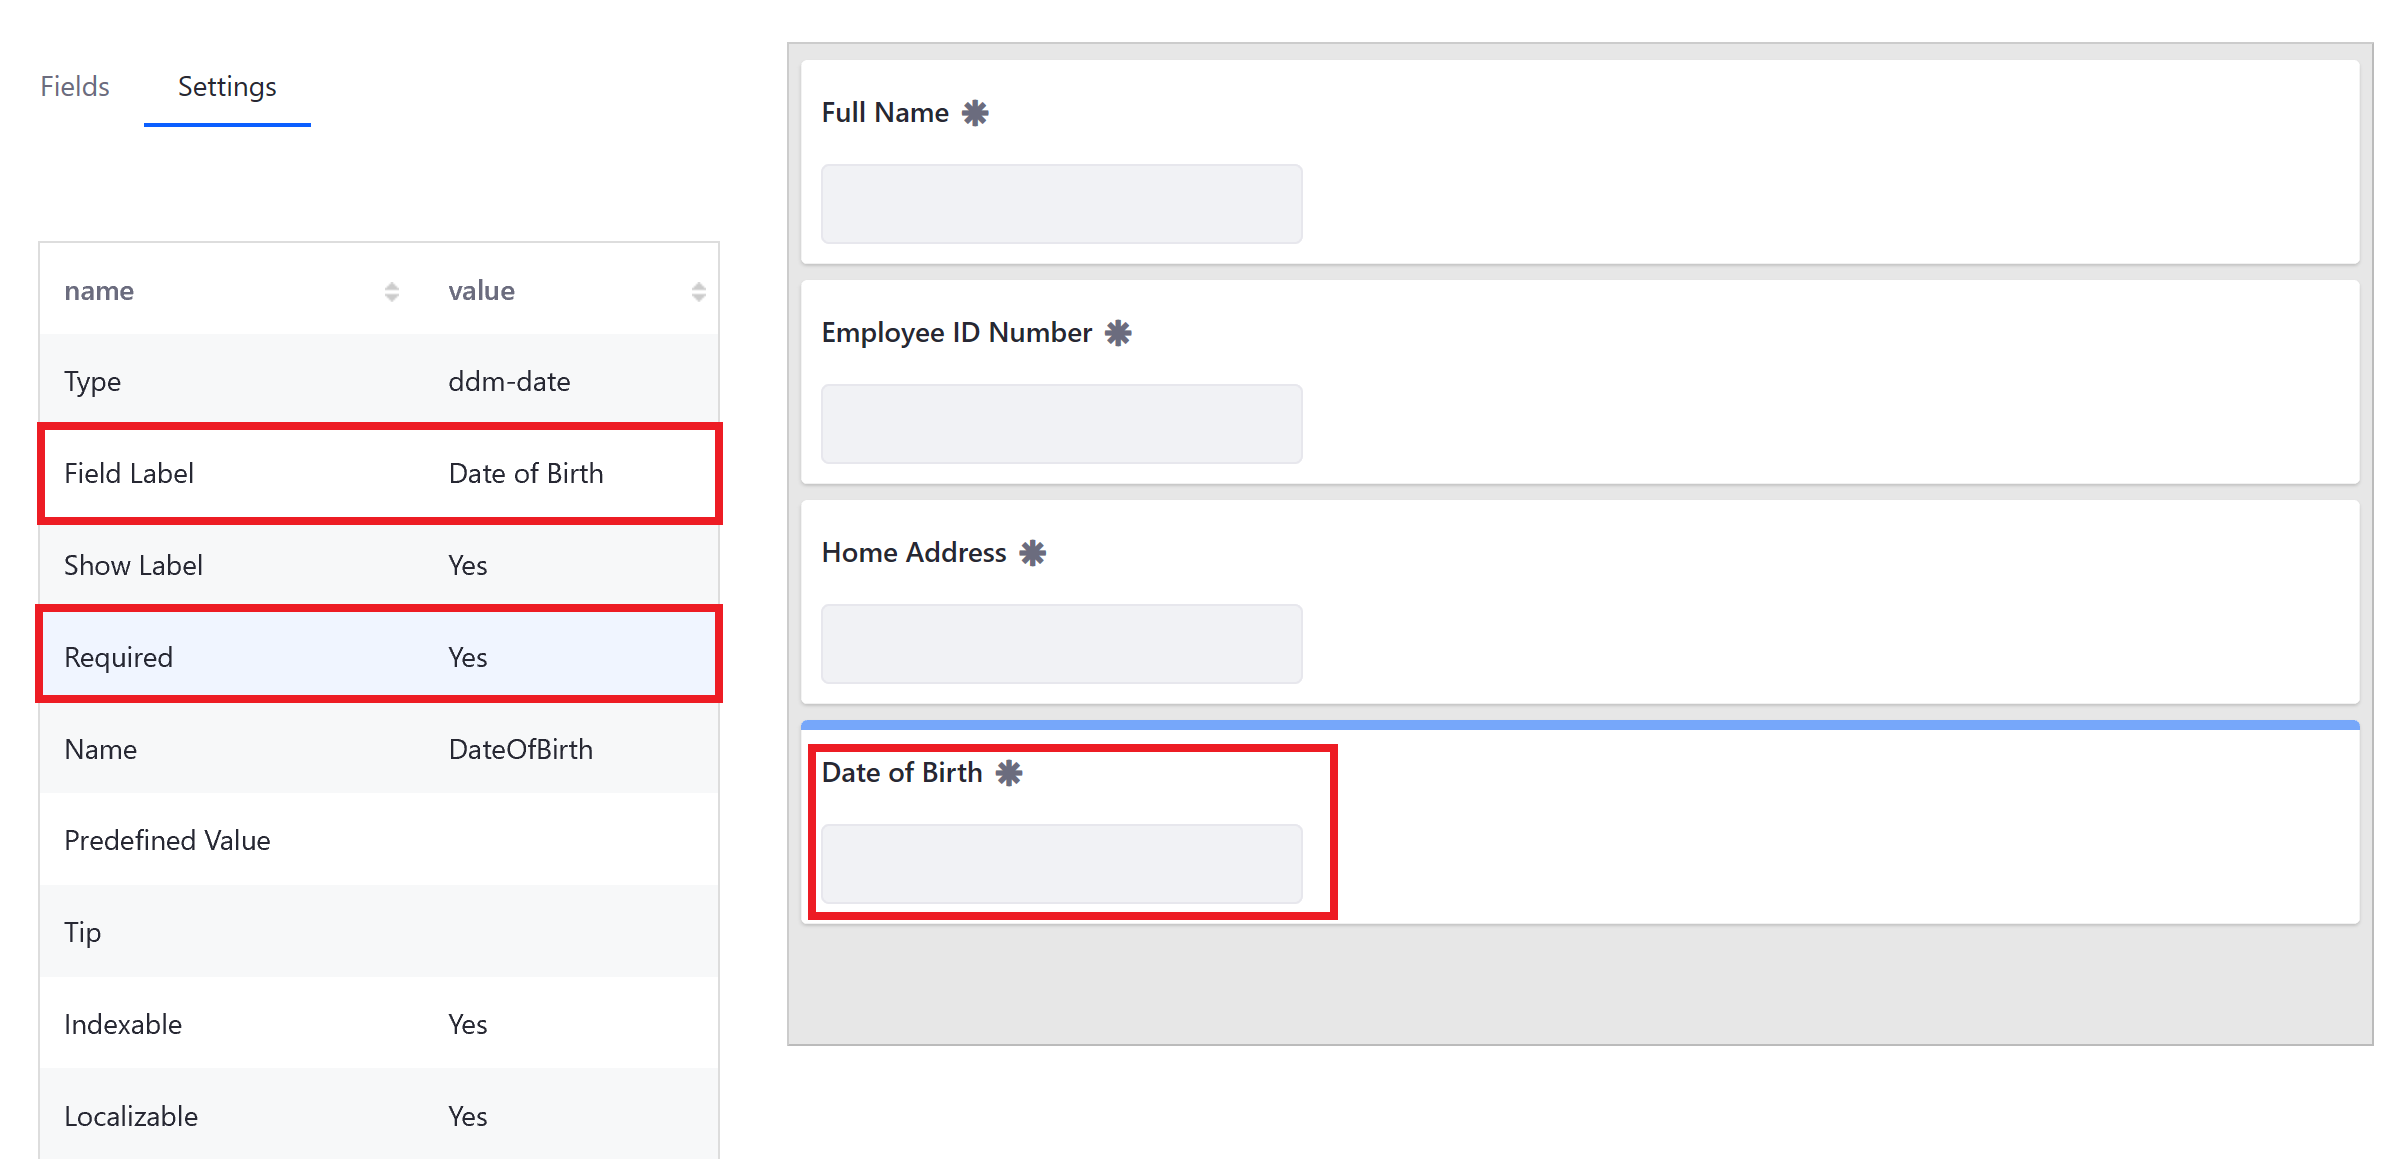 Fields Settings
name value
Type ddm-date
Field Label Date of Birth
Show Label Yes
Required Yes
Name DateOfBirth
Predefined Value
Tip
Indexable Yes
Localizable Yes
Full Name ✱
Employee ID Number ✱
Home Address ✱
Date of Birth ✱